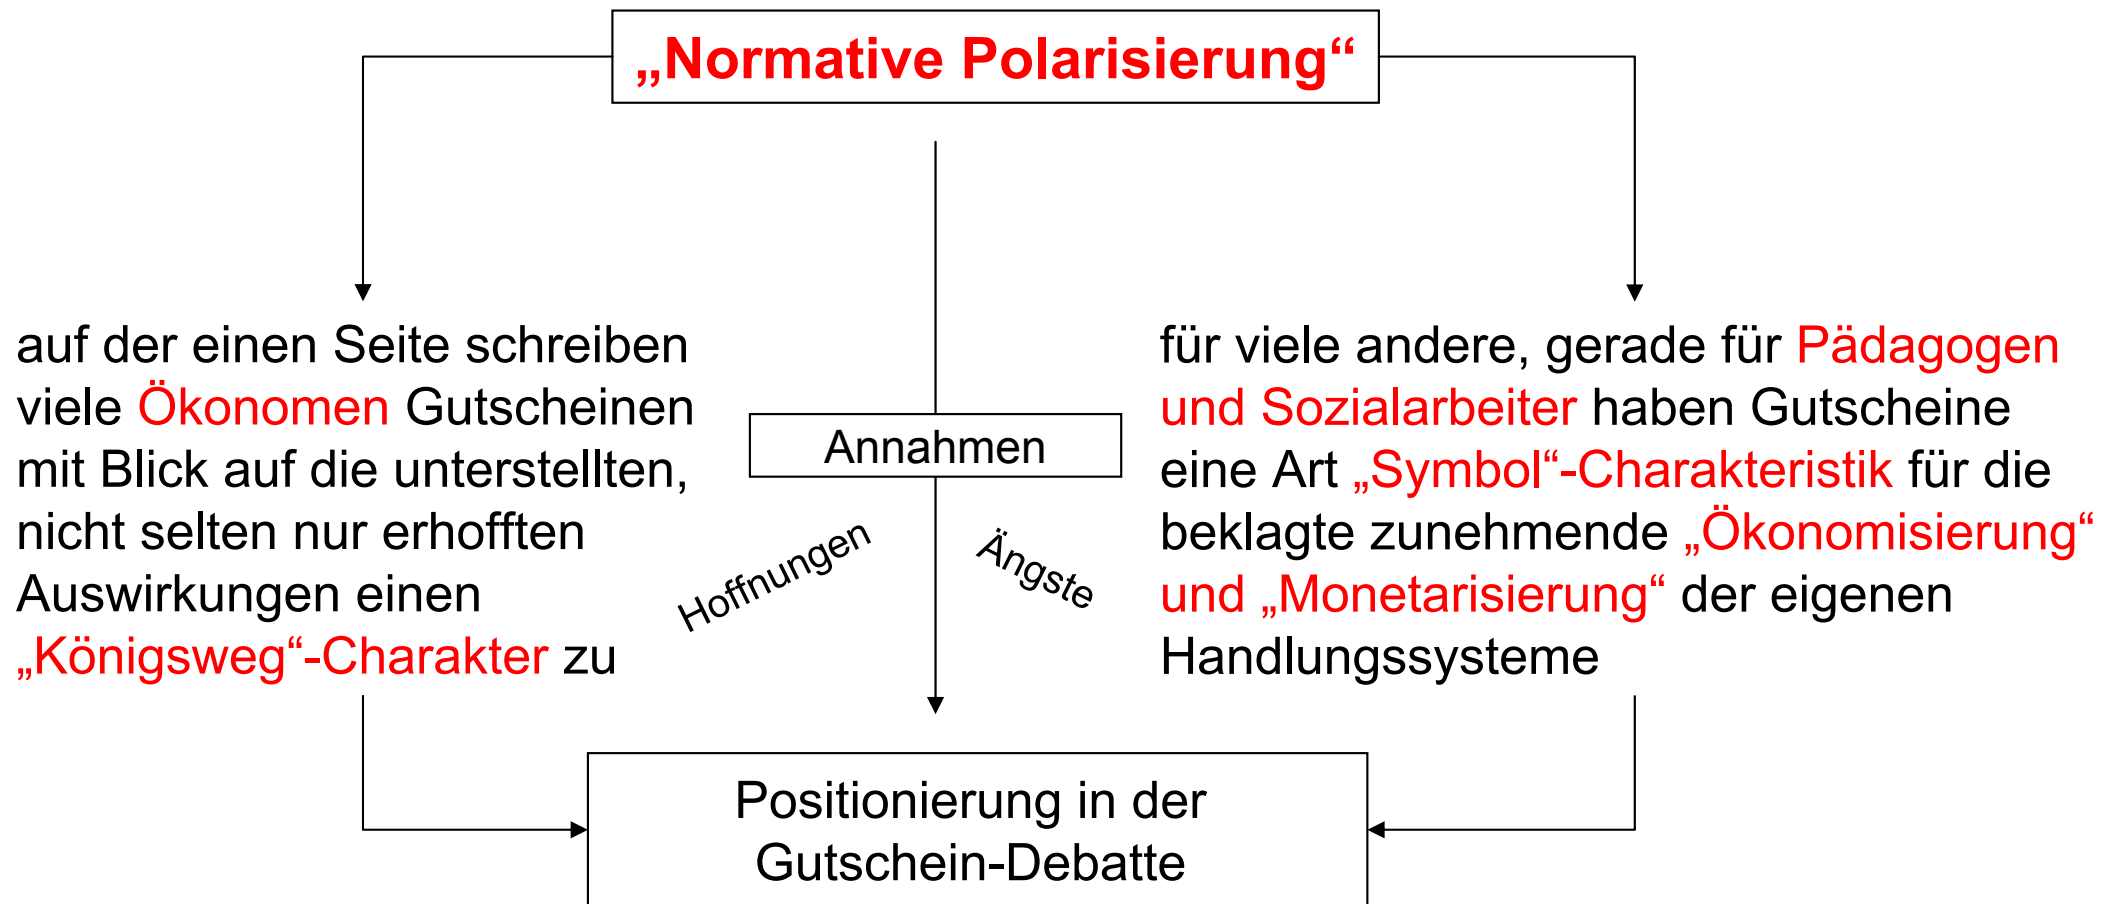 „Normative Polarisierung“
auf der einen Seite schreiben
viele Ökonomen Gutscheinen
mit Blick auf die unterstellten,
nicht selten nur erhofften
Auswirkungen einen
„Königsweg“-Charakter zu
Annahmen
Hoffnungen
Ängste
für viele andere, gerade für Pädagogen
und Sozialarbeiter haben Gutscheine
eine Art „Symbol“-Charakteristik für die
beklagte zunehmende „Ökonomisierung“
und „Monetarisierung“ der eigenen
Handlungssysteme
Positionierung in der
Gutschein-Debatte